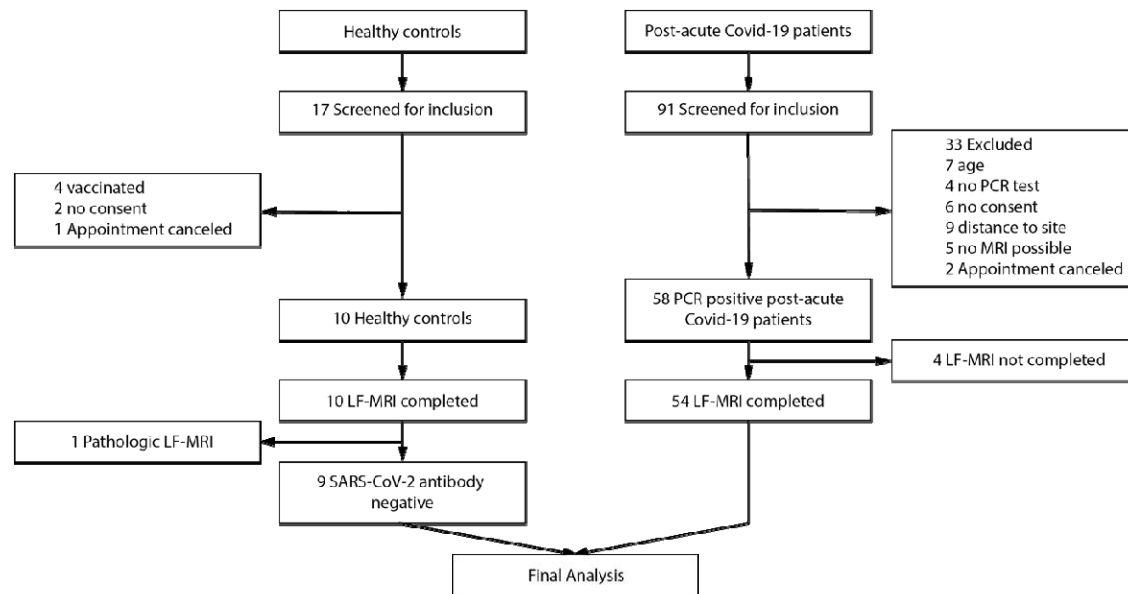 Healthy controls
Post-acute Covid-19 patients
17 Screened for inclusion
91 Screened for inclusion
4 vaccinated
2 no consent
1 Appointment canceled
33 Excluded
7 age
4 no PCR test
6 no consent
9 distance to site
5 no MRI possible
2 Appointment canceled
10 Healthy controls
58 PCR positive post-acute
Covid-19 patients
4 LF-MRI not completed
10 LF-MRI completed
54 LF-MRI completed
1 Pathologic LF-MRI
9 SARS-CoV-2 antibody
negative
Final Analysis